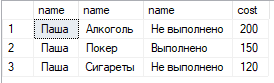 name name name cost
1 Паша Алкоголь Не выполнено 200
2 Паша Покер Выполнено 150
3 Паша Сигареты Не выполнено 120